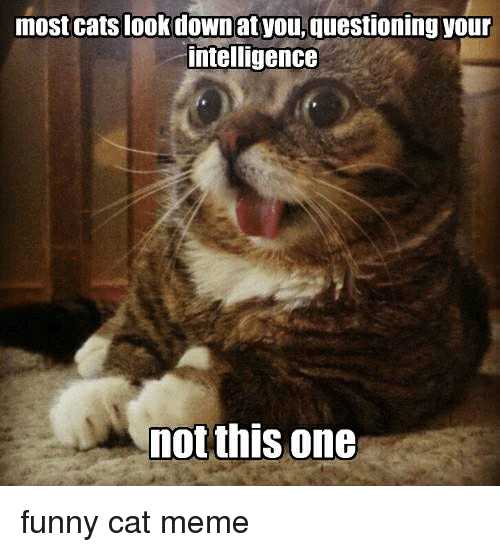 most cats look down at you, questioning your
intelligence
not this one
funny cat meme